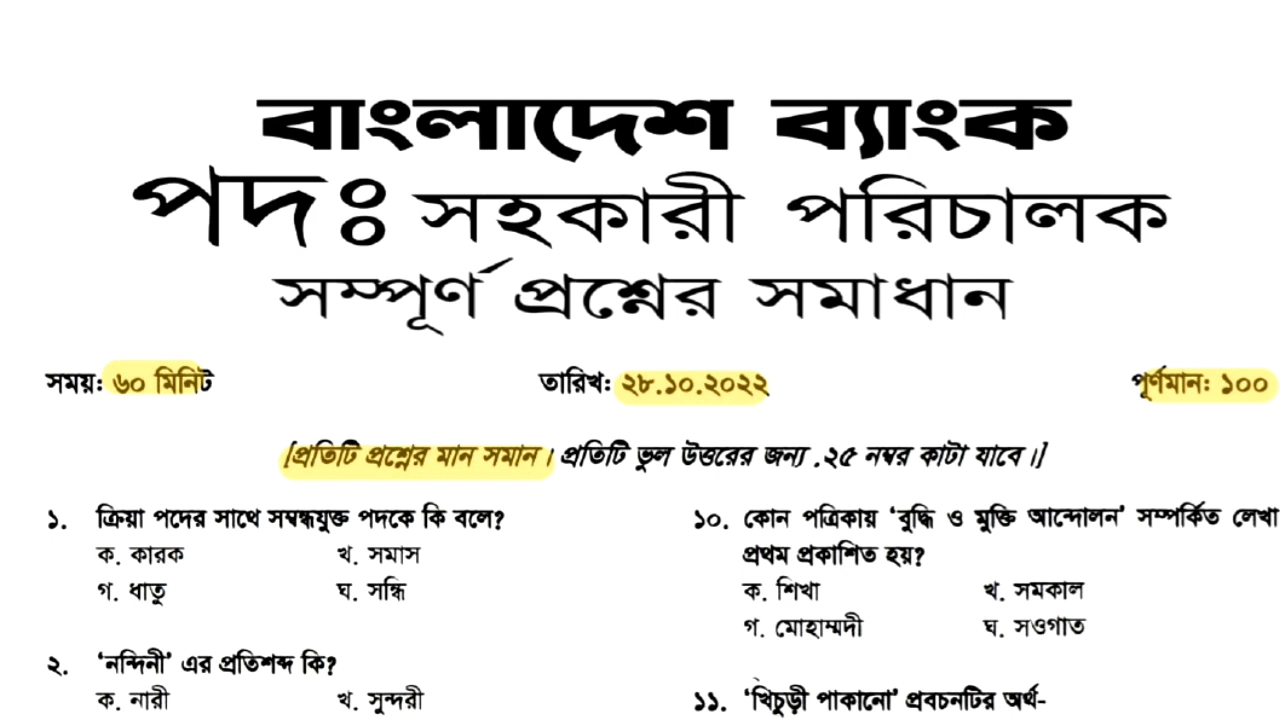 বাংলাদেশ ব্যাংক
পদঃ সহকারী পরিচালক
সম্পূর্ণ প্রশ্নের সমাধান
সময়: ৬০ মিনিট তারিখ: ২৮.১০.২০২২ পূর্ণমান: ১০০
[প্রতিটি প্রশ্নের মান সমান। প্রতিটি ভুল উত্তরের জন্য .২৫ নম্বর কাটা যাবে।]
১. ক্রিয়া পদের সাথে সম্বন্ধযুক্ত পদকে কি বলে?
ক. কারক খ. সমাস
গ. ধাতু ঘ. সন্ধি
২. ‘নন্দিনী’ এর প্রতিশব্দ কি?
ক. নারী খ. সুন্দরী
১০. কোন পত্রিকায় ‘বুদ্ধি ও মুক্তি আন্দোলন’ সম্পর্কিত লেখা
প্রথম প্রকাশিত হয়?
ক. শিখা খ. সমকাল
গ. মোহাম্মদী ঘ. সওগাত
১১. ‘খিচুড়ী পাকানো’ প্রবচনটির অর্থ-